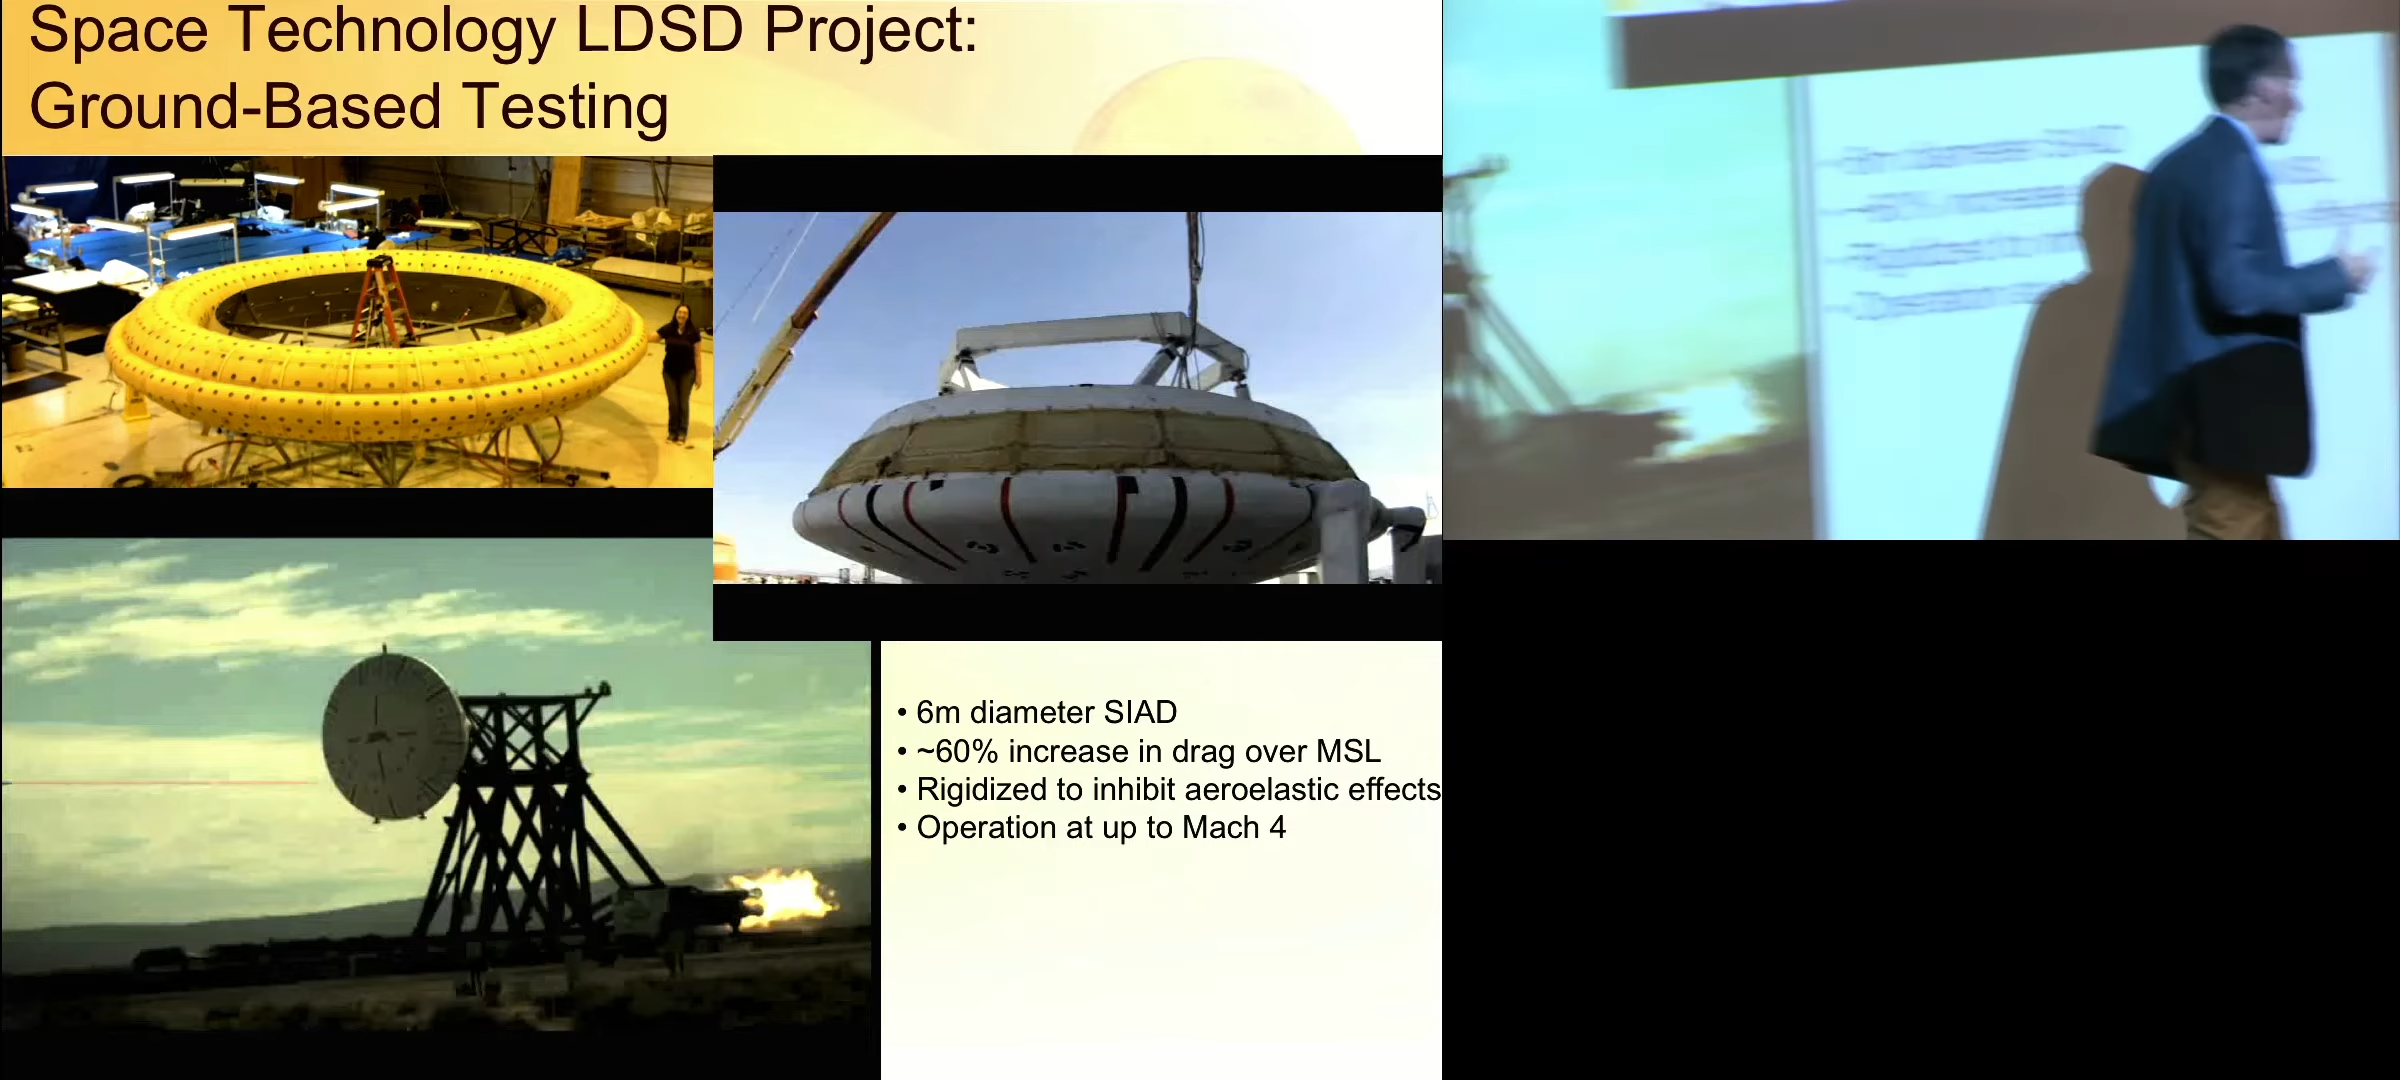 Space Technology LDSD Project:
Ground-Based Testing
• 6m diameter SIAD
• ~60% increase in drag over MSL
• Rigidized to inhibit aeroelastic effects
• Operation at up to Mach 4